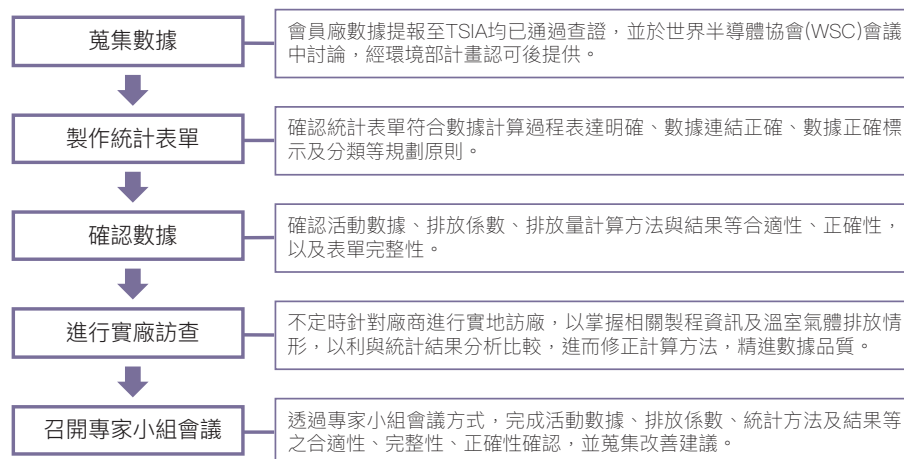 蒐集數據
會員廠數據提報至TSIA均已通過查證，並於世界半導體協會(WSC)會議
中討論，經環境部計畫認可後提供。
製作統計表單
確認統計表單符合數據計算過程表達明確、數據連結正確、數據正確標
示及分類等規劃原則。
確認數據
確認活動數據、排放係數、排放量計算方法與結果等合適性、正確性，
以及表單完整性。
進行實廠訪查
不定時針對廠商進行實地訪廠，以掌握相關製程資訊及溫室氣體排放情
形，以利與統計結果分析比較，進而修正計算方法，精進數據品質。
召開專家小組會議
透過專家小組會議方式，完成活動數據、排放係數、統計方法及結果等
之合適性、完整性、正確性確認，並蒐集改善建議。